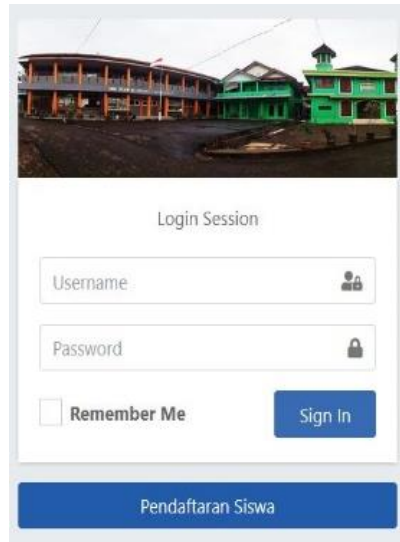 Login Session
Username
Password
Remember Me
Sign In
Pendaftaran Siswa